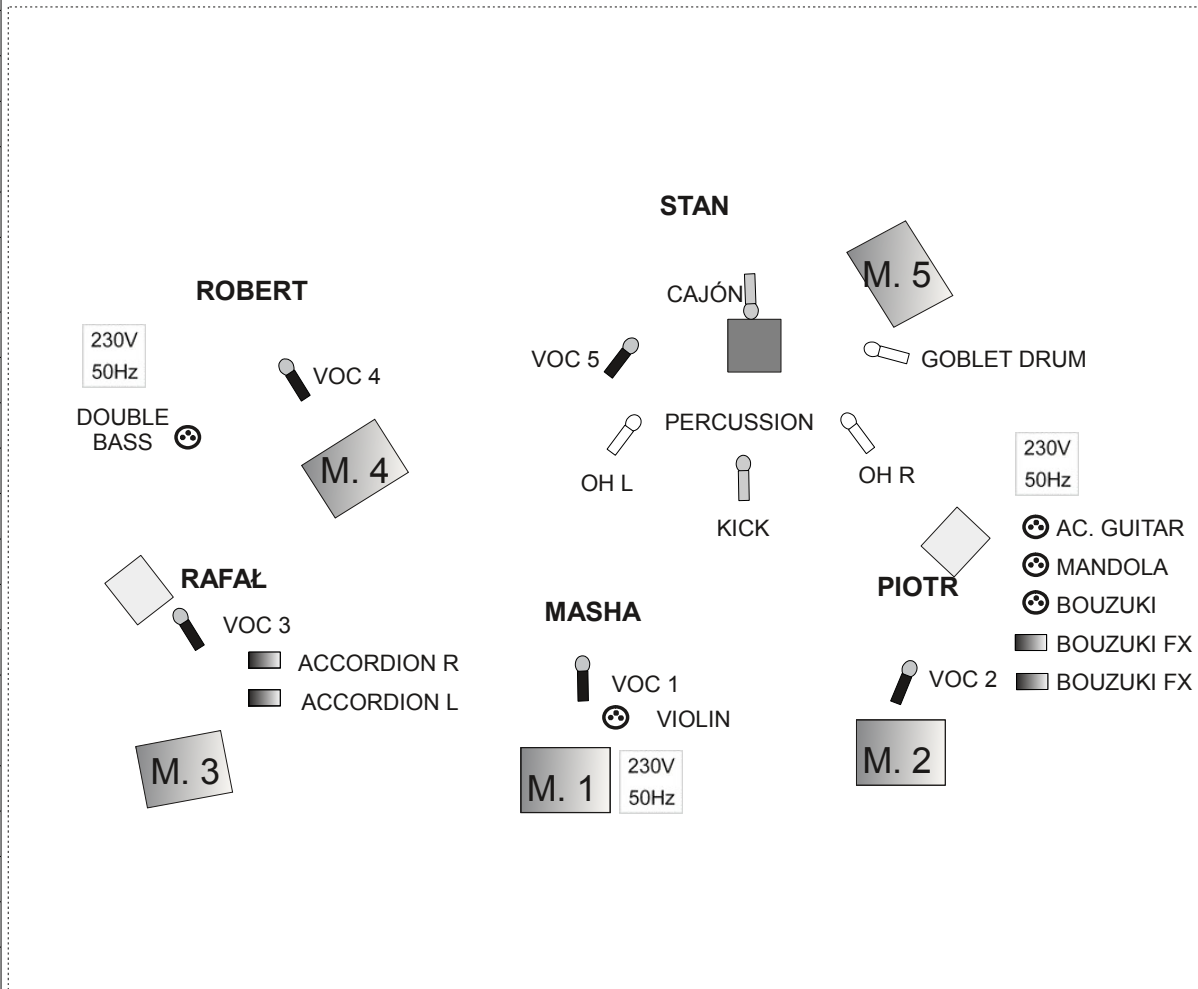 STAN
M. 5
CAJÓN
ROBERT
230V
50Hz
VOC 4
VOC 5
GOBLET DRUM
DOUBLE
BASS
M. 4
PERCUSSION
OH L
OH R
KICK
230V
50Hz
AC. GUITAR
MANDOLA
BOUZUKI
BOUZUKI FX
BOUZUKI FX
RAFAŁ
VOC 3
ACCORDION R
ACCORDION L
M. 3
MASHA
VOC 1
VIOLIN
M. 1
230V
50Hz
PIOTR
VOC 2
M. 2